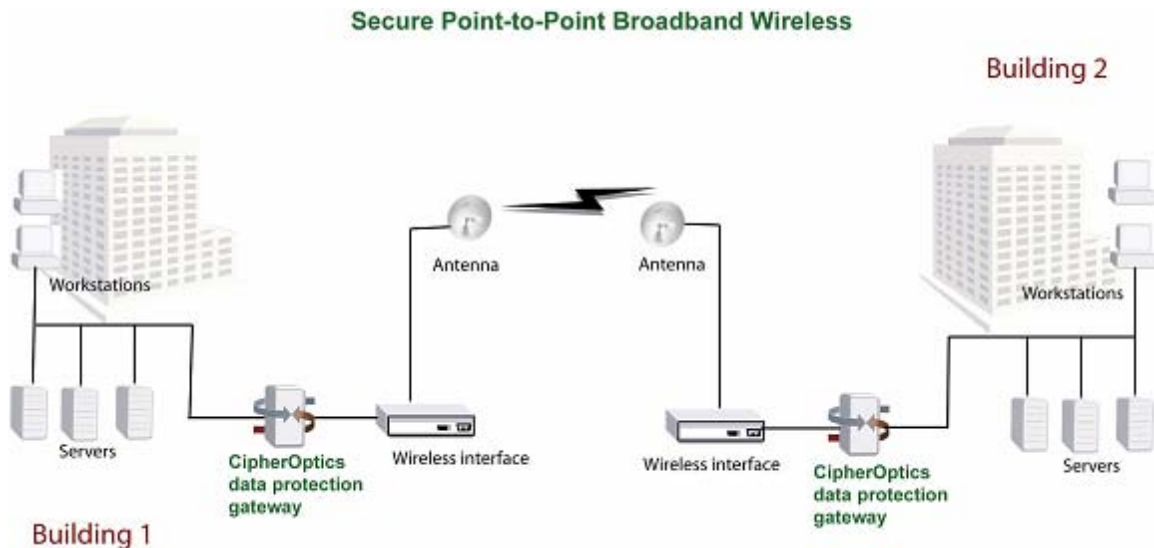 Secure Point-to-Point Broadband Wireless
Building 2
Workstations
Antenna
Antenna
Workstations
Servers
CipherOptics
data protection
gateway
Wireless interface
Wireless interface
CipherOptics
data protection
gateway
Servers
Building 1